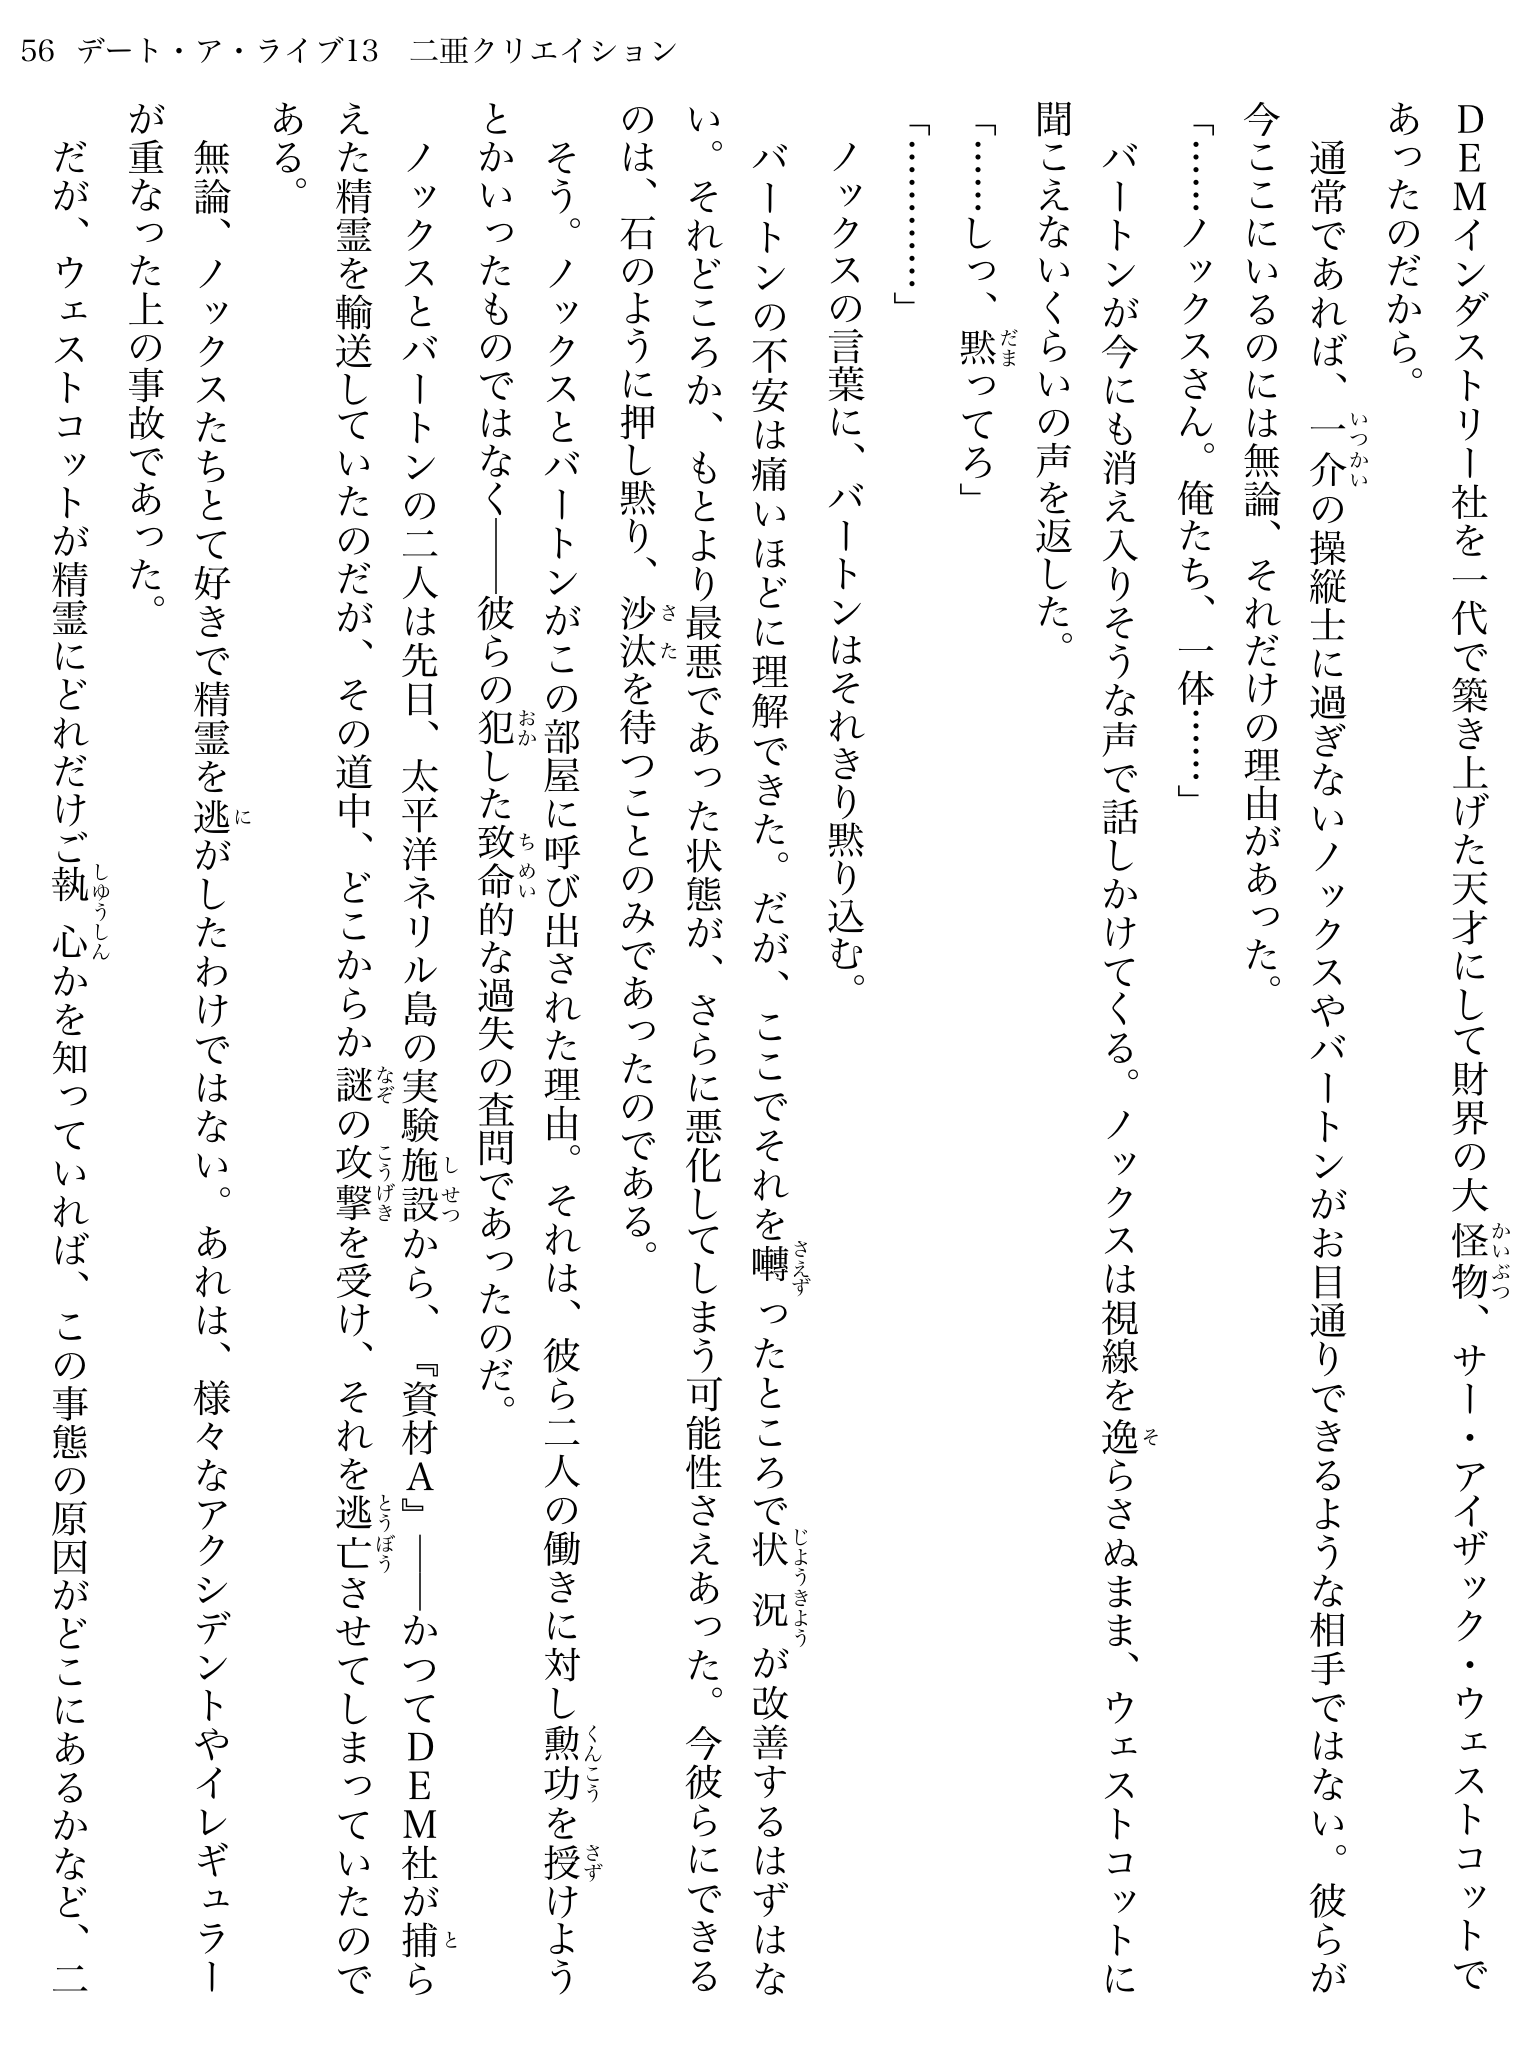 56 デート・ア・ライブ13　二亜クリエイション
DEMインダストリー社を一代で築き上げた天才にして財界の大怪物、サー・アイザック・ウェストコットで
あったのだから。
　通常であれば、一介の操縦士に過ぎないノックスやバートンがお目通りできるような相手ではない。彼らが
今ここにいるのには無論、それだけの理由があった。
「……ノックスさん。俺たち、一体……」
　バートンが今にも消え入りそうな声で話しかけてくる。ノックスは視線を逸らさぬまま、ウェストコットに
聞こえないくらいの声を返した。
「……しっ、黙ってろ」
「…………」
　ノックスの言葉に、バートンはそれきり黙り込む。
　バートンの不安は痛いほどに理解できた。だが、ここでそれを囀ったところで状況が改善するはずはな
い。それどころか、もとより最悪であった状態が、さらに悪化してしまう可能性さえあった。今彼らにできる
のは、石のように押し黙り、沙汰を待つことのみであったのである。
　そう。ノックスとバートンがこの部屋に呼び出された理由。それは、彼ら二人の働きに対し勲功を授けよう
とかいったものではなく――彼らの犯した致命的な過失の査問であったのだ。
　ノックスとバートンの二人は先日、太平洋ネリル島の実験施設から、『資材A』――かつてDEM社が捕ら
えた精霊を輸送していたのだが、その道中、どこからか謎の攻撃を受け、それを逃亡させてしまっていたので
ある。
　無論、ノックスたちとて好きで精霊を逃がしたわけではない。あれは、様々なアクシデントやイレギュラー
が重なった上の事故であった。
　だが、ウェストコットが精霊にどれだけご執心かを知っていれば、この事態の原因がどこにあるかなど、二